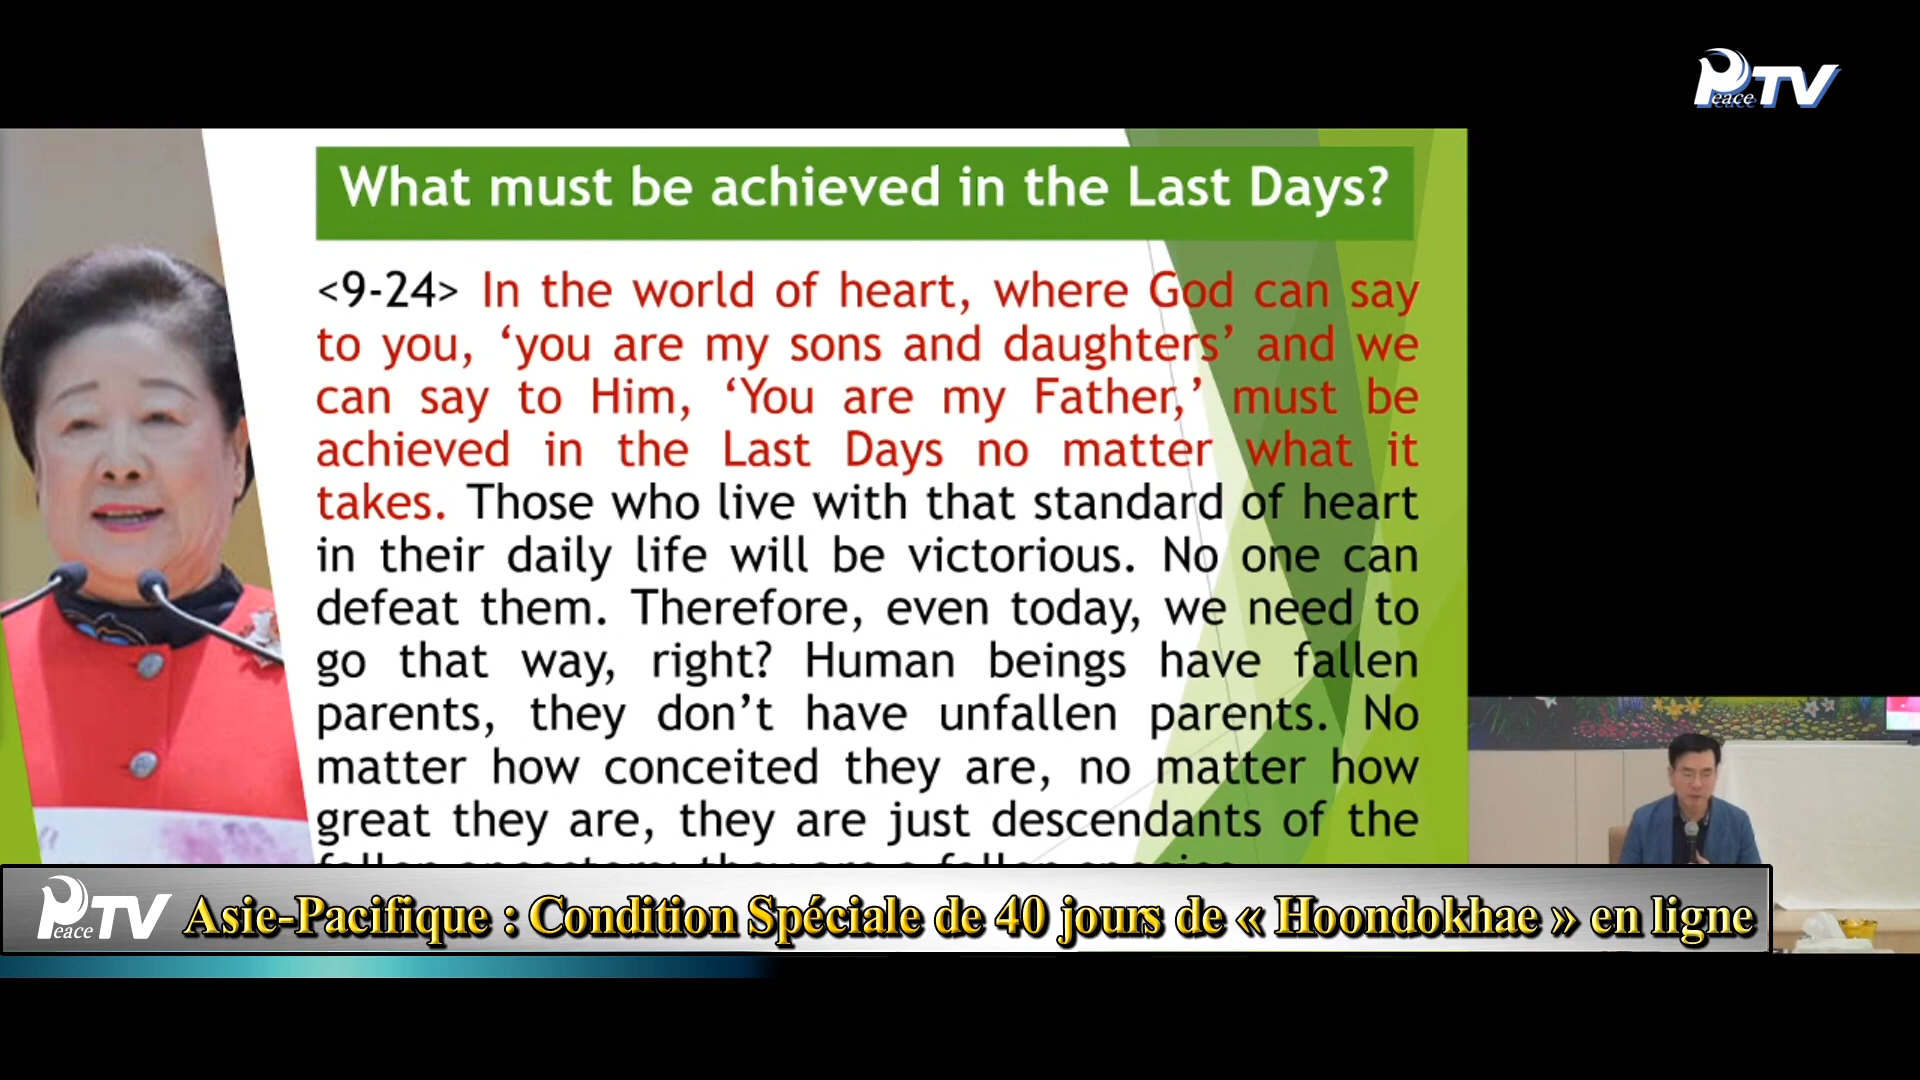 Peace TV
What must be achieved in the Last Days?
<9-24> In the world of heart, where God can say
to you, ‘you are my sons and daughters’ and we
can say to Him, ‘You are my Father,’ must be
achieved in the Last Days no matter what it
takes. Those who live with that standard of heart
in their daily life will be victorious. No one can
defeat them. Therefore, even today, we need to
go that way, right? Human beings have fallen
parents, they don’t have unfallen parents. No
matter how conceited they are, no matter how
great they are, they are just descendants of the
Peace TV Asie-Pacifique : Condition Spéciale de 40 jours de « Hoondokhae » en ligne